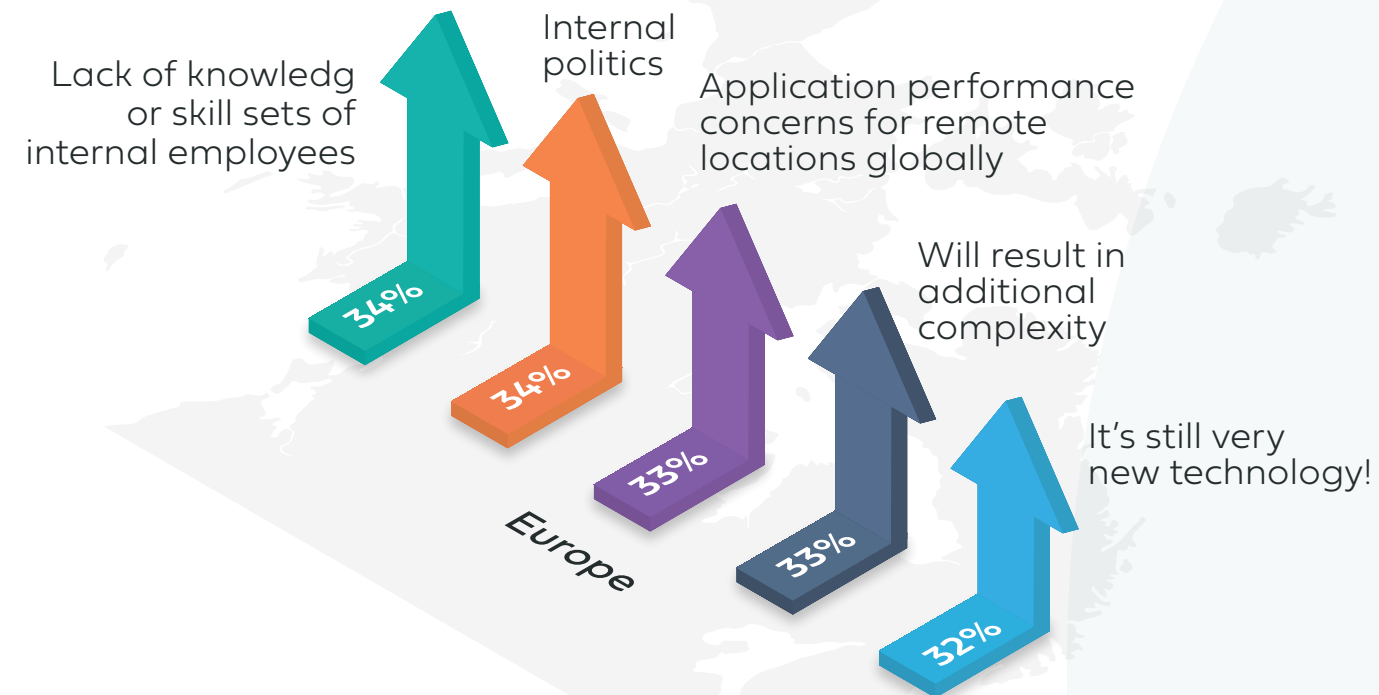 Lack of knowledg
or skill sets of
internal employees
34%
Internal
politics
34%
Application performance
concerns for remote
locations globally
33%
Will result in
additional
complexity
33%
It's still very
new technology!
32%
Europe